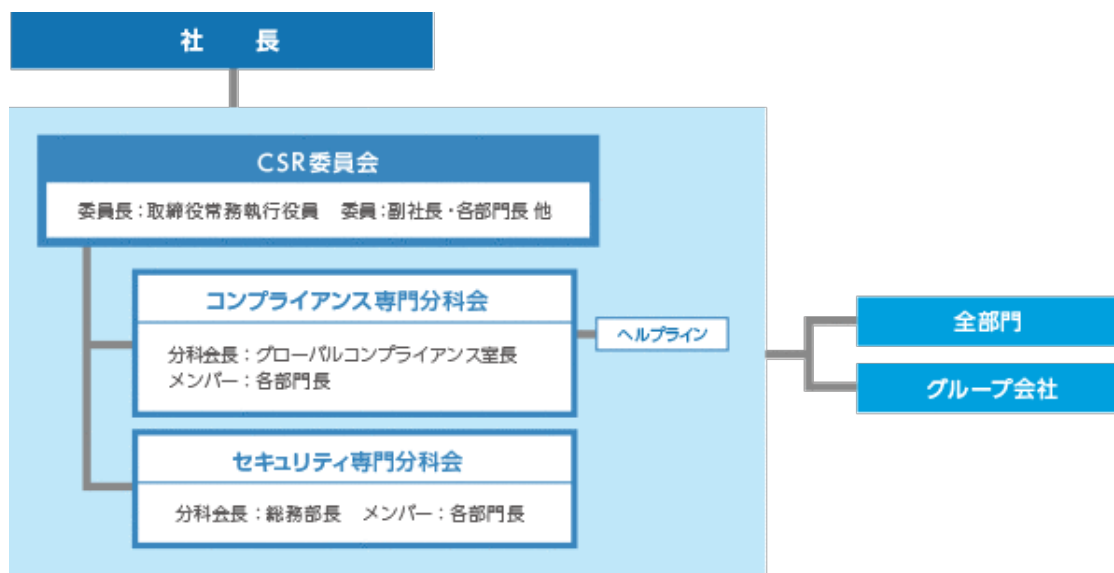 社　　長
CSR委員会
委員長：取締役常務執行役員　委員：副社長・各部門長 他
コンプライアンス専門分科会
分科会長：グローバルコンプライアンス室長
メンバー：各部門長
ヘルプライン
セキュリティ専門分科会
分科会長：総務部長　メンバー：各部門長
全部門
グループ会社